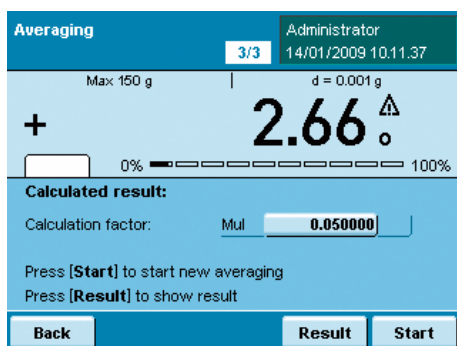 Averaging
3/3
Administrator
14/01/2009 10.11.37
Max 150 g d = 0.001 g
+ 2.66 o
0% 100%
Calculated result:
Calculation factor: Mul 0.050000
Press [Start] to start new averaging
Press [Result] to show result
Back Result Start